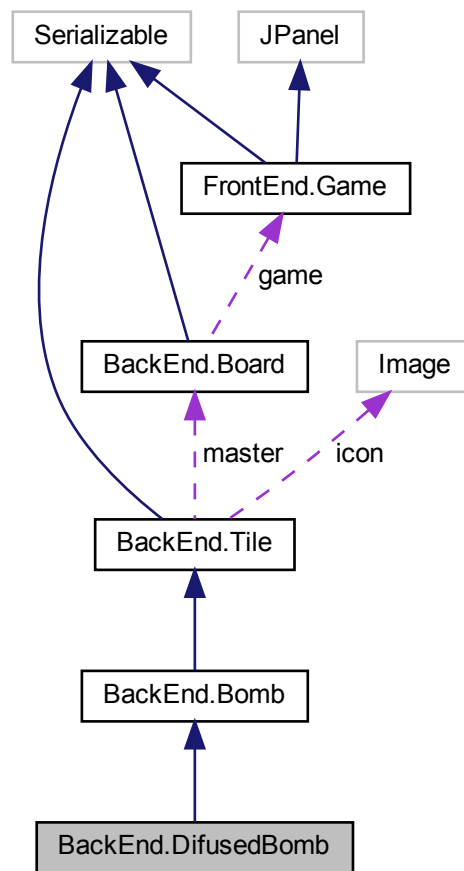 Serializable
JPanel
FrontEnd.Game
game
BackEnd.Board
Image
master
icon
BackEnd.Tile
BackEnd.Bomb
BackEnd.DifusedBomb